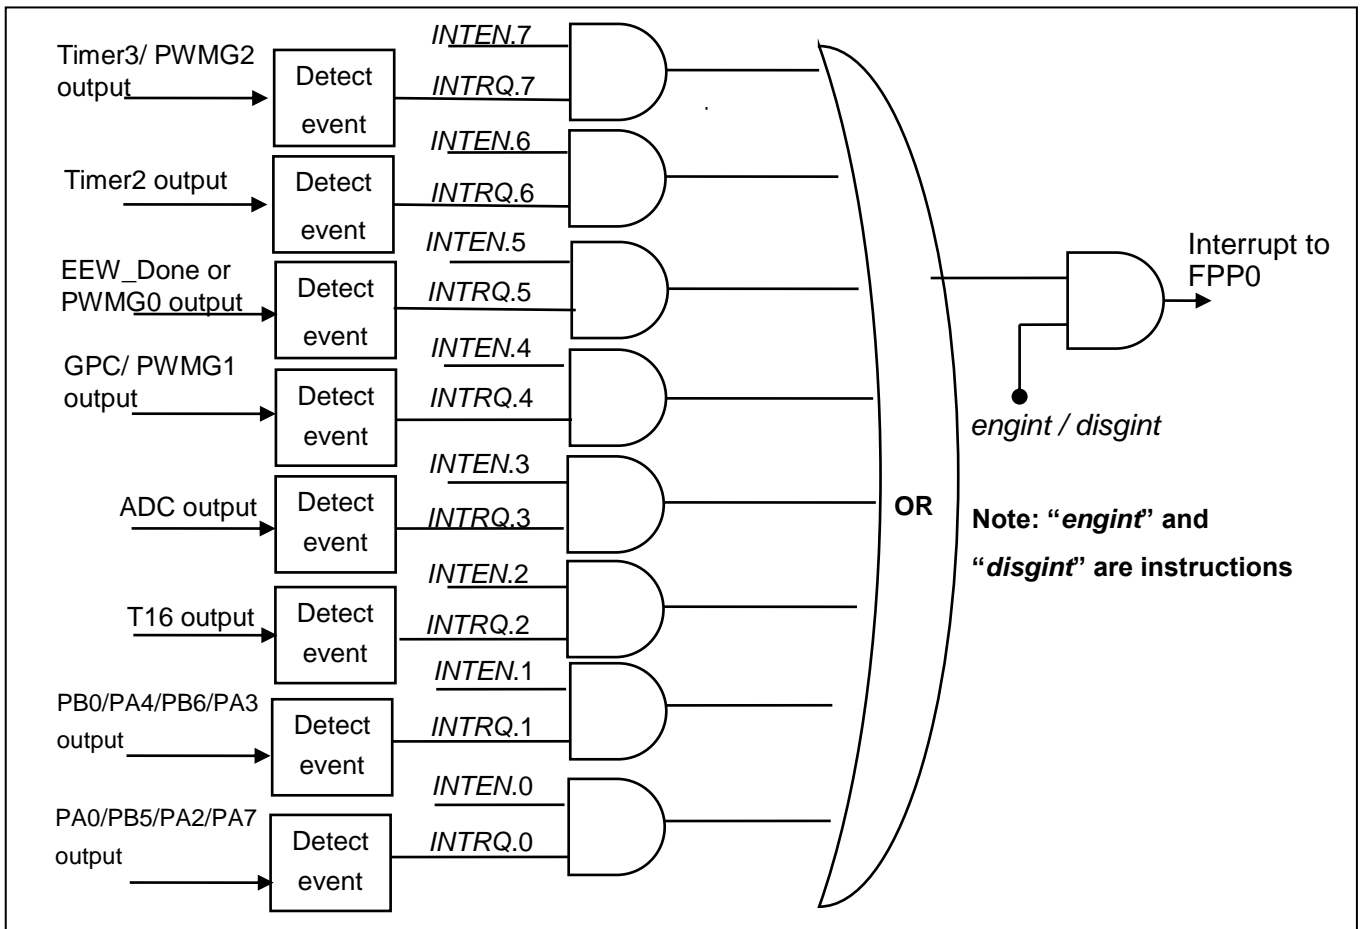 Timer3/ PWMG2
output
Detect
event
INTEN.7
INTRQ.7
Timer2 output
Detect
event
INTEN.6
INTRQ.6
EEW_Done or
PWMG0 output
Detect
event
INTEN.5
INTRQ.5
GPC/ PWMG1
output
Detect
event
INTEN.4
INTRQ.4
ADC output
Detect
event
INTEN.3
INTRQ.3
T16 output
Detect
event
INTEN.2
INTRQ.2
PB0/PA4/PB6/PA3
output
Detect
event
INTEN.1
INTRQ.1
PA0/PB5/PA2/PA7
output
Detect
event
INTEN.0
INTRQ.0
OR
Interrupt to
FPP0
engint / disgint
Note: “engint” and
“disgint” are instructions